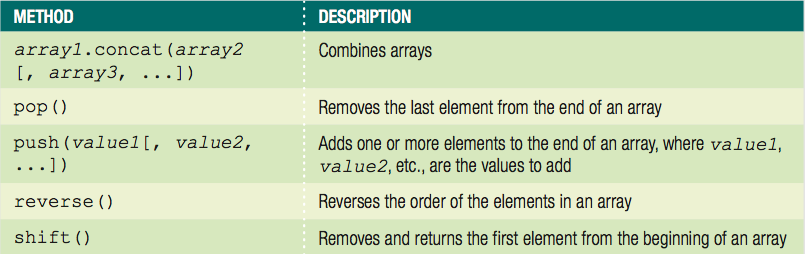 METHOD DESCRIPTION
array1.concat(array2 Combines arrays
[, array3, ...])
pop() Removes the last element from the end of an array
push(value1[, value2, Adds one or more elements to the end of an array, where value1,
...]) value2, etc., are the values to add
reverse() Reverses the order of the elements in an array
shift() Removes and returns the first element from the beginning of an array